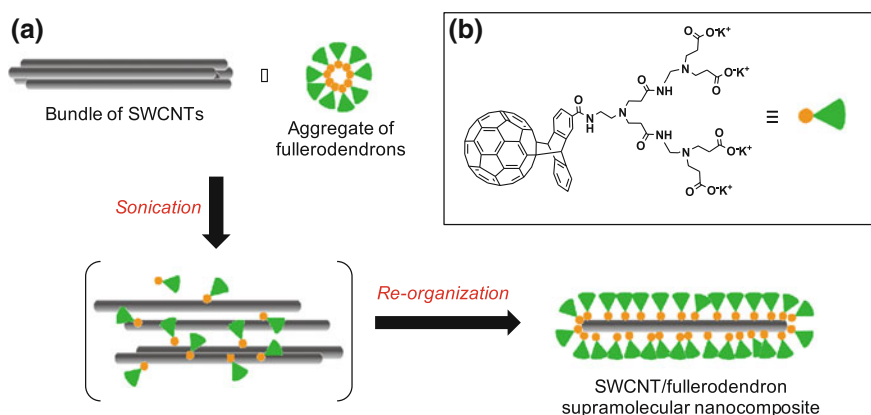 (a)
Bundle of SWCNTs
▯
Aggregate of
fullerodendrons
Sonication
Re-organization
SWCNT/fullerodendron
supramolecular nanocomposite
(b)
O
O⁻K⁺
N
O⁻K⁺
O
O
NH
O
N
H
N
O
NH
O
O⁻K⁺
N
O⁻K⁺
O
≡